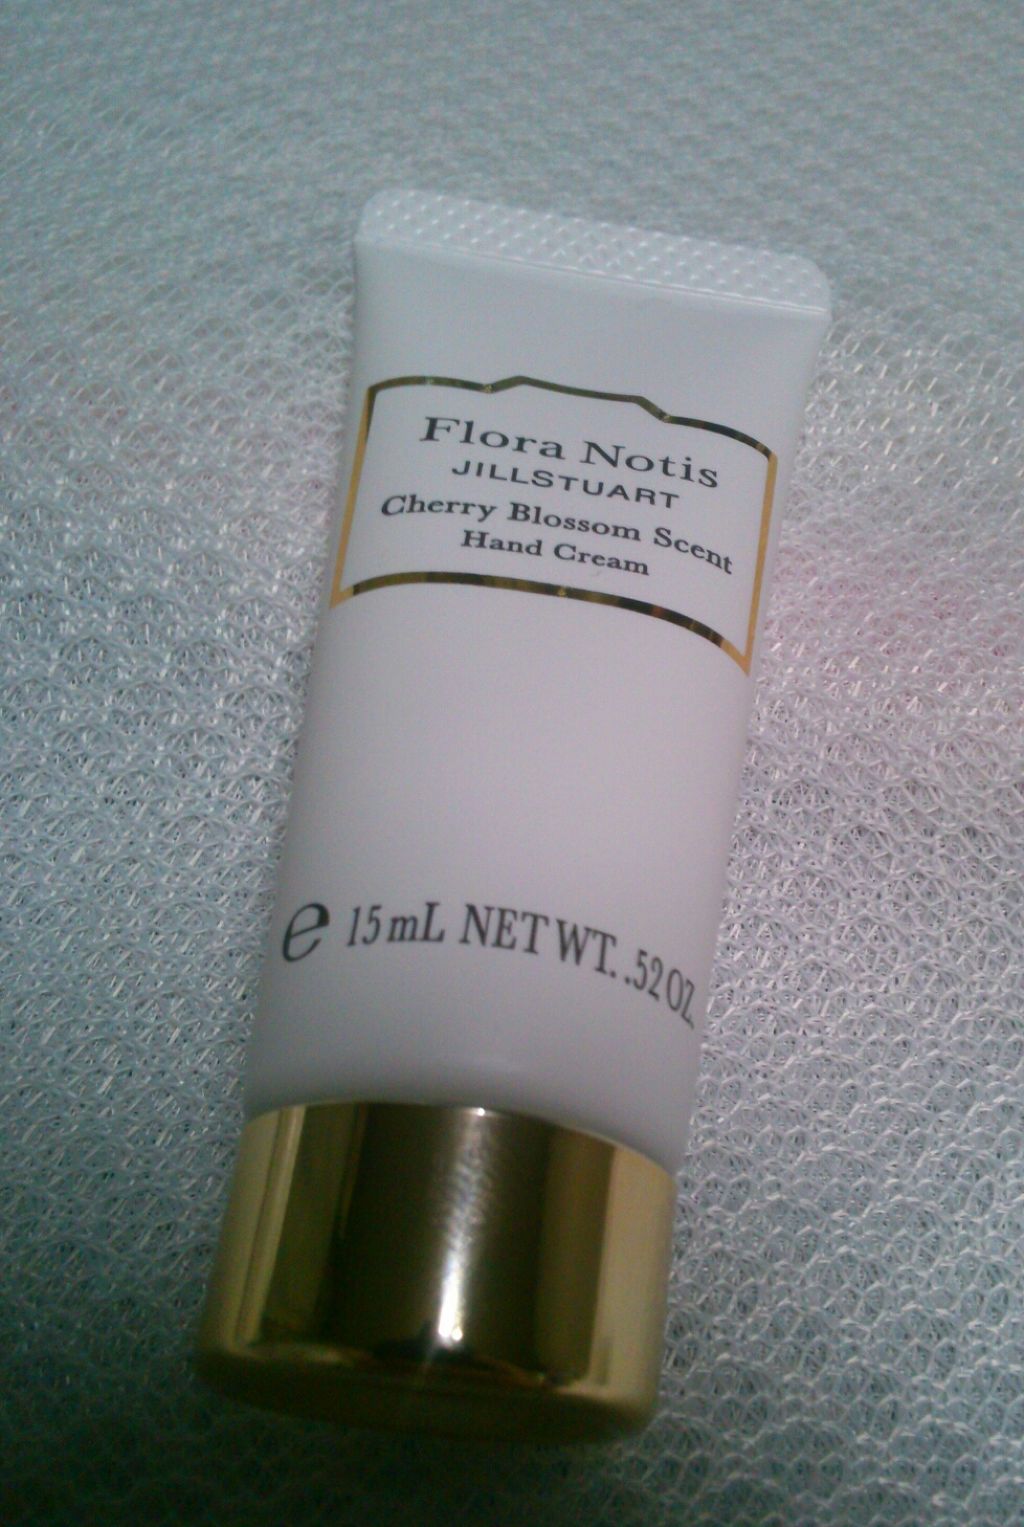 Flora Notis
JILLSTUART
Cherry Blossom Scent
Hand Cream
e 15mL NET WT. .52 OZ.